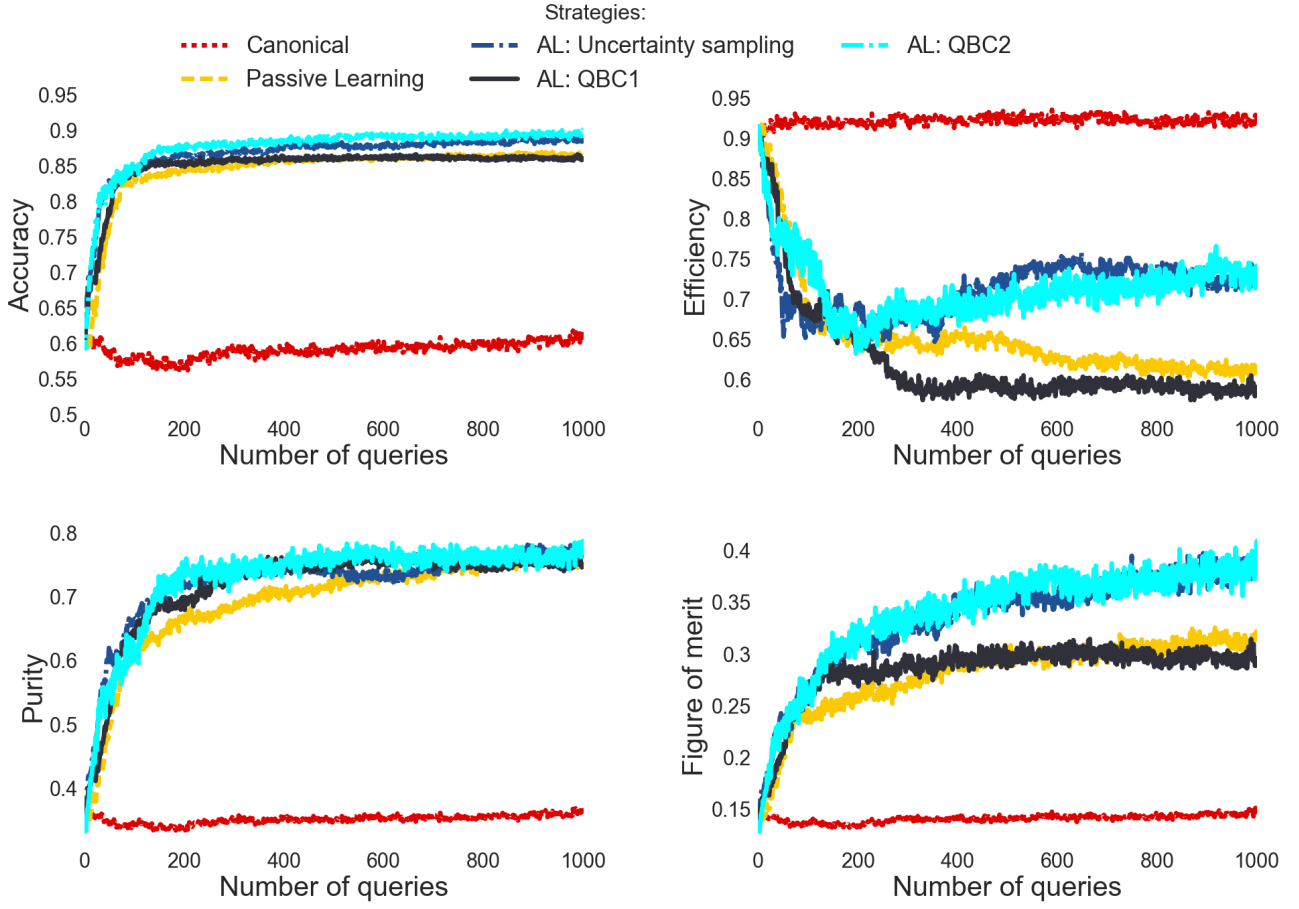 Strategies:
Canonical
AL: Uncertainty sampling
AL: QBC2
Passive Learning
AL: QBC1
0.95
0.9
0.85
0.8
0.75
0.7
0.65
0.6
0.55
0.5
Accuracy
0 200 400 600 800 1000
Number of queries
0.95
0.9
0.85
0.8
0.75
0.7
0.65
0.6
Efficiency
0 200 400 600 800 1000
Number of queries
0.8
0.7
0.6
0.5
0.4
Purity
0 200 400 600 800 1000
Number of queries
0.4
0.35
0.3
0.25
0.2
0.15
Figure of merit
0 200 400 600 800 1000
Number of queries